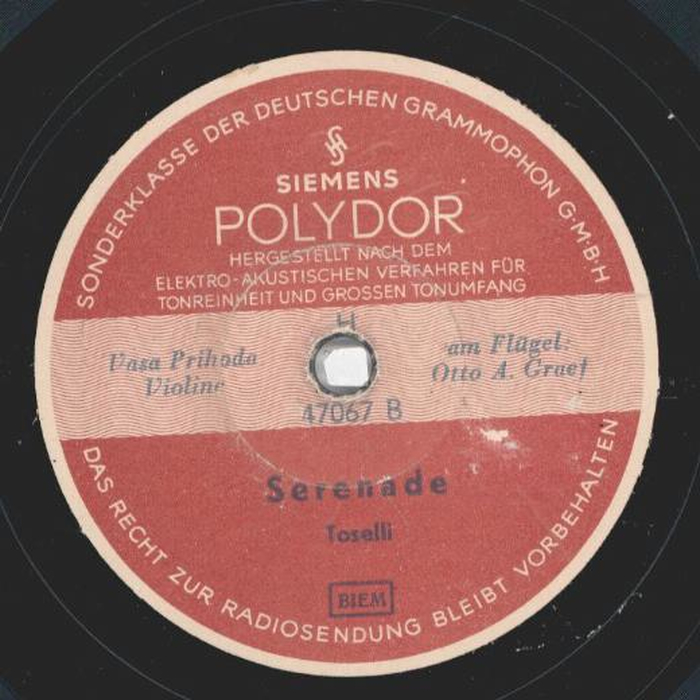 SONDERKLASSE DER DEUTSCHEN GRAMMOPHON G·M·B·H
SIEMENS
POLYDOR
HERGESTELLT NACH DEM
ELEKTRO-AKUSTISCHEN VERFAHREN FÜR
TONREINHEIT UND GROSSEN TONUMFANG
H
Vasa Prihoda
Violine
am Flügel:
Otto A. Graef
47067 B
Serenade
Toselli
BIEM
DAS RECHT ZUR RADIOSENDUNG BLEIBT VORBEHALTEN